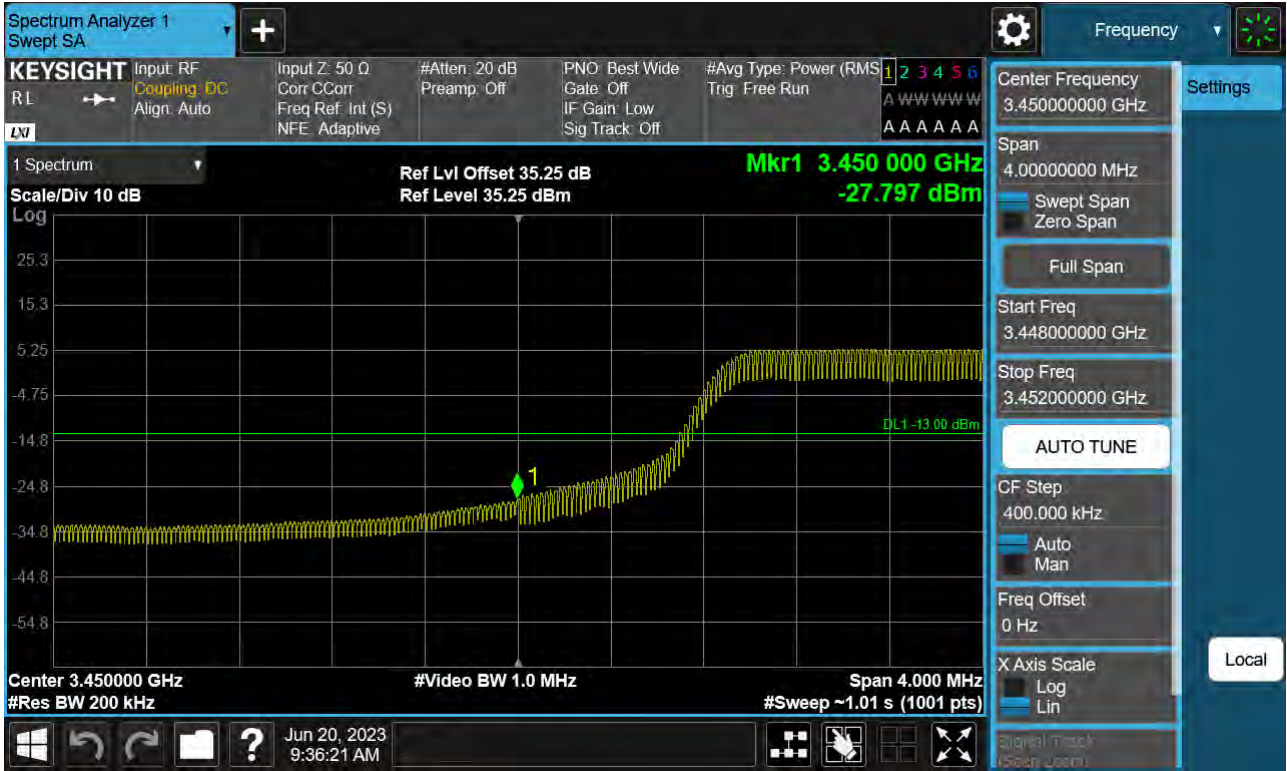 Spectrum Analyzer 1
Swept SA
Frequency
KEYSIGHT
R L
LXI
Input: RF
Coupling: DC
Align: Auto
Input Z: 50 Ω
Corr CCorr
Freq Ref: Int (S)
NFE: Adaptive
#Atten: 20 dB
Preamp: Off
PNO: Best Wide
Gate: Off
IF Gain: Low
Sig Track: Off
#Avg Type: Power (RMS
Trig: Free Run
1 2 3 4 5 6
A W W W W W
A A A A A A
1 Spectrum
Scale/Div 10 dB
Ref Lvl Offset 35.25 dB
Ref Level 35.25 dBm
Mkr1 3.450 000 GHz
-27.797 dBm
Log
25.3
15.3
5.25
-4.75
-14.8
-24.8
-34.8
-44.8
-54.8
DL1 -13.00 dBm
1
Center 3.450000 GHz
#Res BW 200 kHz
#Video BW 1.0 MHz
Span 4.000 MHz
#Sweep ~1.01 s (1001 pts)
Center Frequency
3.450000000 GHz
Span
4.00000000 MHz
Swept Span
Zero Span
Full Span
Start Freq
3.448000000 GHz
Stop Freq
3.452000000 GHz
AUTO TUNE
CF Step
400.000 kHz
Auto
Man
Freq Offset
0 Hz
X Axis Scale
Log
Lin
Signal Track
(Span Zoom)
Settings
Local
?
Jun 20, 2023
9:36:21 AM